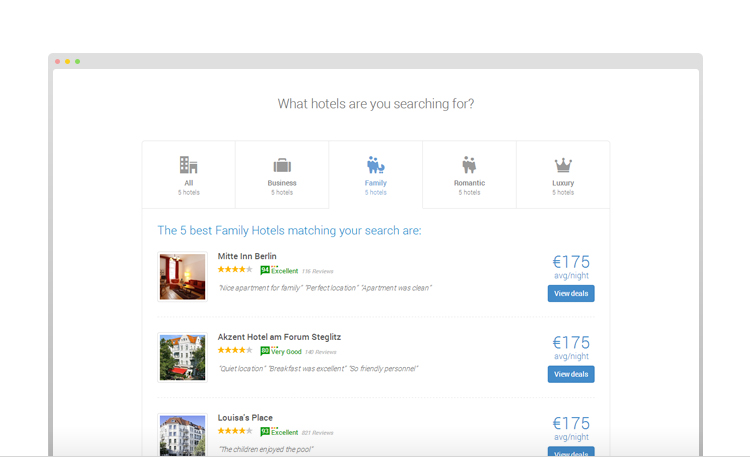 What hotels are you searching for?
All
5 hotels
Business
5 hotels
Family
5 hotels
Romantic
5 hotels
Luxury
5 hotels
The 5 best Family Hotels matching your search are:
Mitte Inn Berlin
94 Excellent 116 Reviews
"Nice apartment for family" "Perfect location" "Apartment was clean"
€175
avg/night
View deals
Akzent Hotel am Forum Steglitz
80 Very Good 140 Reviews
"Quiet location" "Breakfast was excellent" "So friendly personnel"
€175
avg/night
View deals
Louisa's Place
93 Excellent 821 Reviews
"The children enjoyed the pool"
€175
avg/night
View deals